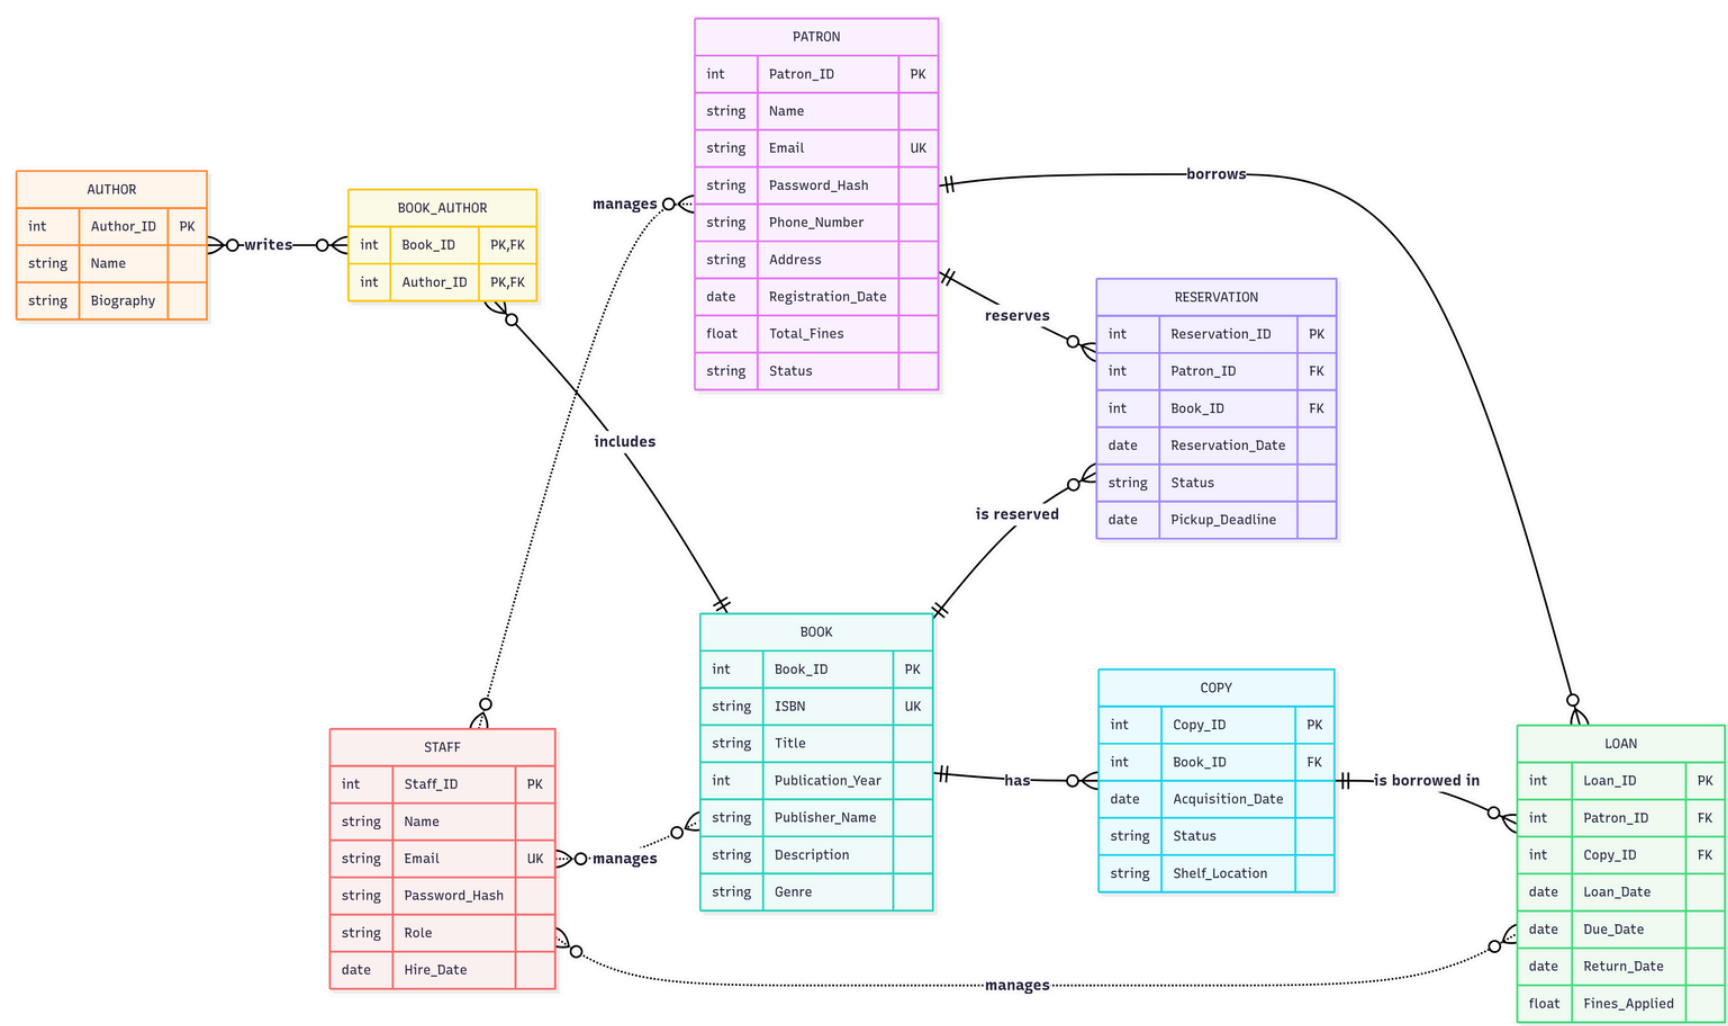 PATRON
int Patron_ID PK
string Name
string Email UK
string Password_Hash
string Phone_Number
string Address
date Registration_Date
float Total_Fines
string Status
AUTHOR
int Author_ID PK
string Name
string Biography
writes
BOOK_AUTHOR
int Book_ID PK,FK
int Author_ID PK,FK
manages
borrows
reserves
RESERVATION
int Reservation_ID PK
int Patron_ID FK
int Book_ID FK
date Reservation_Date
string Status
date Pickup_Deadline
includes
is reserved
BOOK
int Book_ID PK
string ISBN UK
string Title
int Publication_Year
string Publisher_Name
string Description
string Genre
STAFF
int Staff_ID PK
string Name
string Email UK
string Password_Hash
string Role
date Hire_Date
manages
has
COPY
int Copy_ID PK
int Book_ID FK
date Acquisition_Date
string Status
string Shelf_Location
is borrowed in
LOAN
int Loan_ID PK
int Patron_ID FK
int Copy_ID FK
date Loan_Date
date Due_Date
date Return_Date
float Fines_Applied
manages